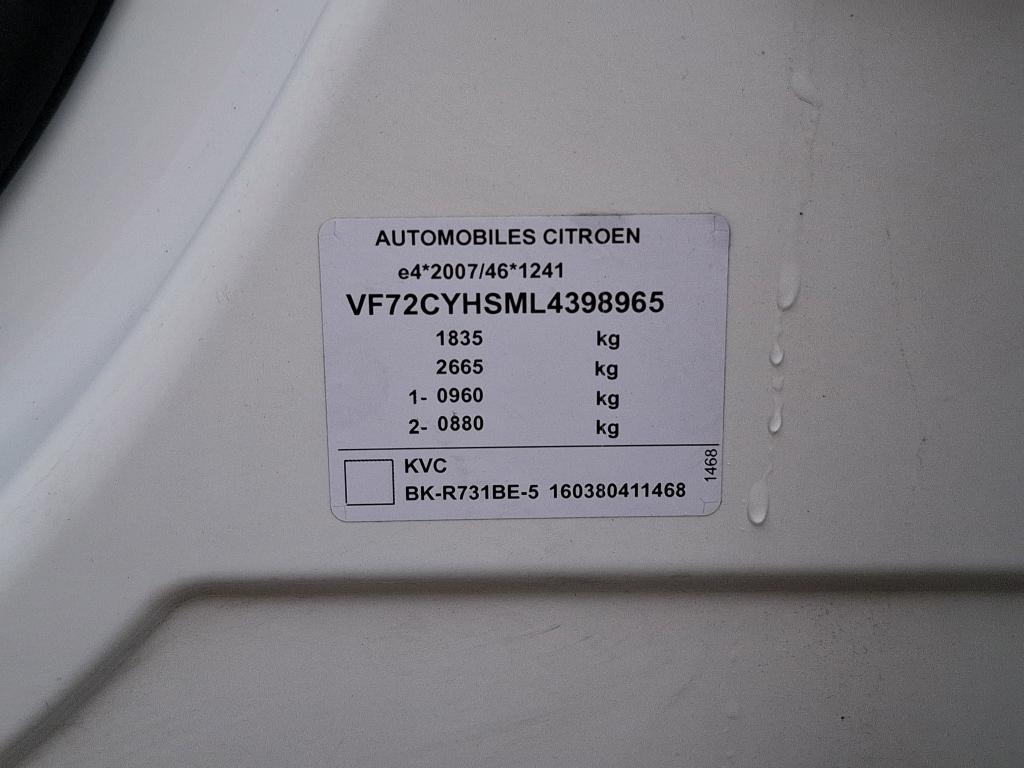 AUTOMOBILES CITROEN
e4*2007/46*1241
VF72CYHSML4398965
1835 kg
2665 kg
1- 0960 kg
2- 0880 kg
KVC
BK-R731BE-5 160380411468
1468